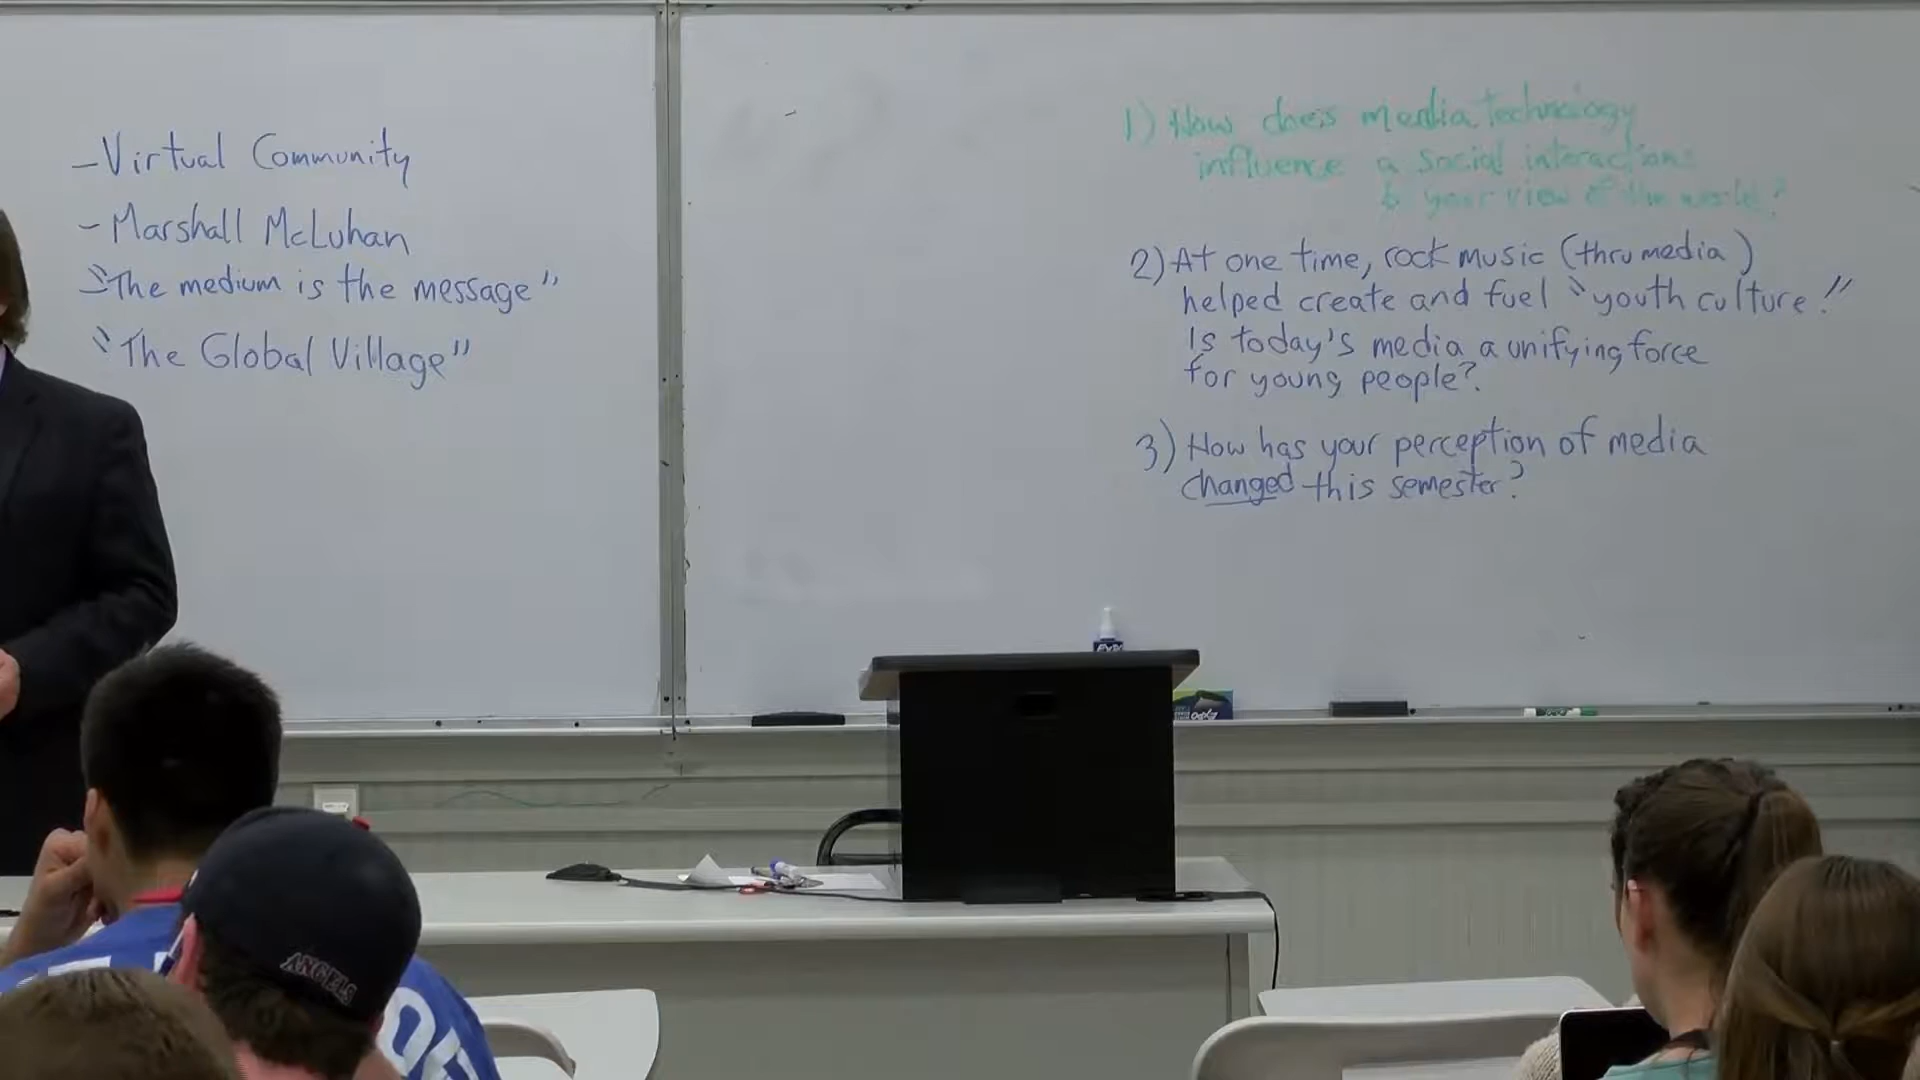 -Virtual Community
-Marshall McLuhan
"The medium is the message"
"The Global Village"
1) How does media technology
influence a social interactions
b your view of the world?
2) At one time, rock music (thru media)
helped create and fuel "youth culture!"
Is today's media a unifying force
for young people?
3) How has your perception of media
changed this semester?
EXPO
EXPO
ANGELS